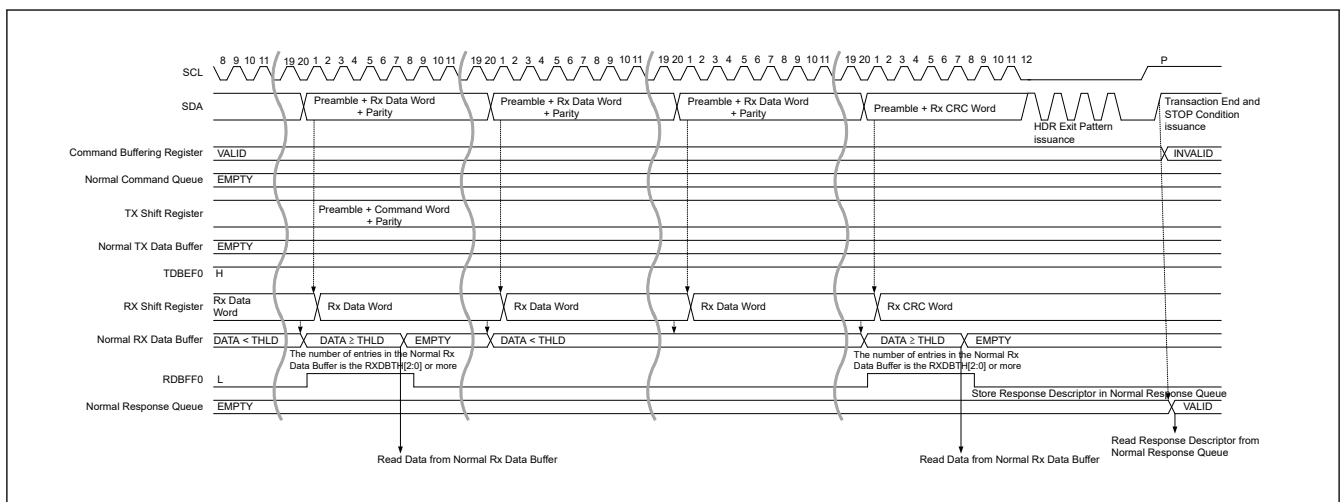 8 9 10 11 19 20 1 2 3 4 5 6 7 8 9 1011 19 20 1 2 3 4 5 6 7 8 9 10 11 19 20 1 2 3 4 5 6 7 8 9 10 11 19 20 1 2 3 4 5 6 7 8 9 10 11 12 P
SCL
SDA
Preamble + Rx Data Word
+ Parity
Preamble + Rx Data Word
+ Parity
Preamble + Rx Data Word
+ Parity
Preamble + Rx CRC Word
HDR Exit Pattern
issuance
Transaction End and
STOP Condition
issuance
Command Buffering Register VALID INVALID
Normal Command Queue EMPTY
TX Shift Register
Preamble + Command Word
+ Parity
Normal TX Data Buffer EMPTY
TDBEF0 H
RX Shift Register
Rx Data
Word
Rx Data Word Rx Data Word Rx Data Word Rx CRC Word
Normal RX Data Buffer DATA < THLD DATA ≥ THLD EMPTY DATA < THLD DATA ≥ THLD EMPTY
The number of entries in the Normal Rx
Data Buffer is the RXDBTH[2:0] or more
The number of entries in the Normal Rx
Data Buffer is the RXDBTH[2:0] or more
RDBFF0 L
Store Response Descriptor in Normal Response Queue
Normal Response Queue EMPTY VALID
Read Data from Normal Rx Data Buffer
Read Data from Normal Rx Data Buffer
Read Response Descriptor from
Normal Response Queue